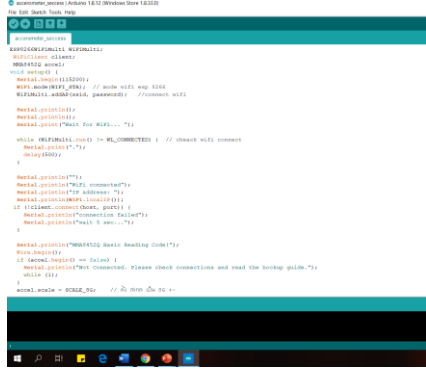 accerometer_seccess | Arduino 1.8.12 (Windows Store 1.8.33.0)
File Edit Sketch Tools Help
accerometer_seccess
ESP8266WiFiMulti WiFiMulti;
WiFiClient client;
MMA8452Q accel;
void setup() {
Serial.begin(115200);
WiFi.mode(WIFI_STA); // mode wifi esp 8266
WiFiMulti.addAP(ssid, password); //connect wifi
Serial.println();
Serial.println();
Serial.print("Wait for WiFi... ");
while (WiFiMulti.run() != WL_CONNECTED) { // cheack wifi connect
Serial.print(".");
delay(500);
}
Serial.println("");
Serial.println("WiFi connected");
Serial.println("IP address: ");
Serial.println(WiFi.localIP());
if (!client.connect(host, port)) {
Serial.println("connection failed");
Serial.println("wait 5 sec...");
}
Serial.println("MMA8452Q Basic Reading Code!");
Wire.begin();
if (accel.begin() == false) {
Serial.println("Not Connected. Please check connections and read the hookup guide.");
while (1);
}
accel.scale = SCALE_8G; //